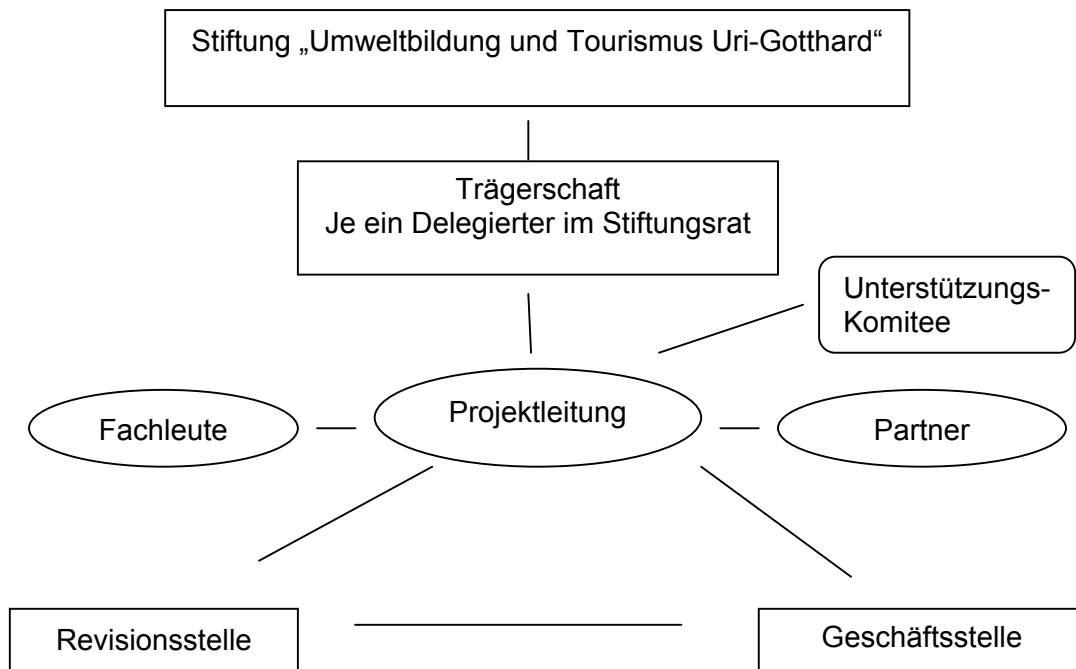 Stiftung „Umweltbildung und Tourismus Uri-Gotthard“
Trägerschaft
Je ein Delegierter im Stiftungsrat
Unterstützungs-
Komitee
Fachleute
Projektleitung
Partner
Revisionsstelle
Geschäftsstelle